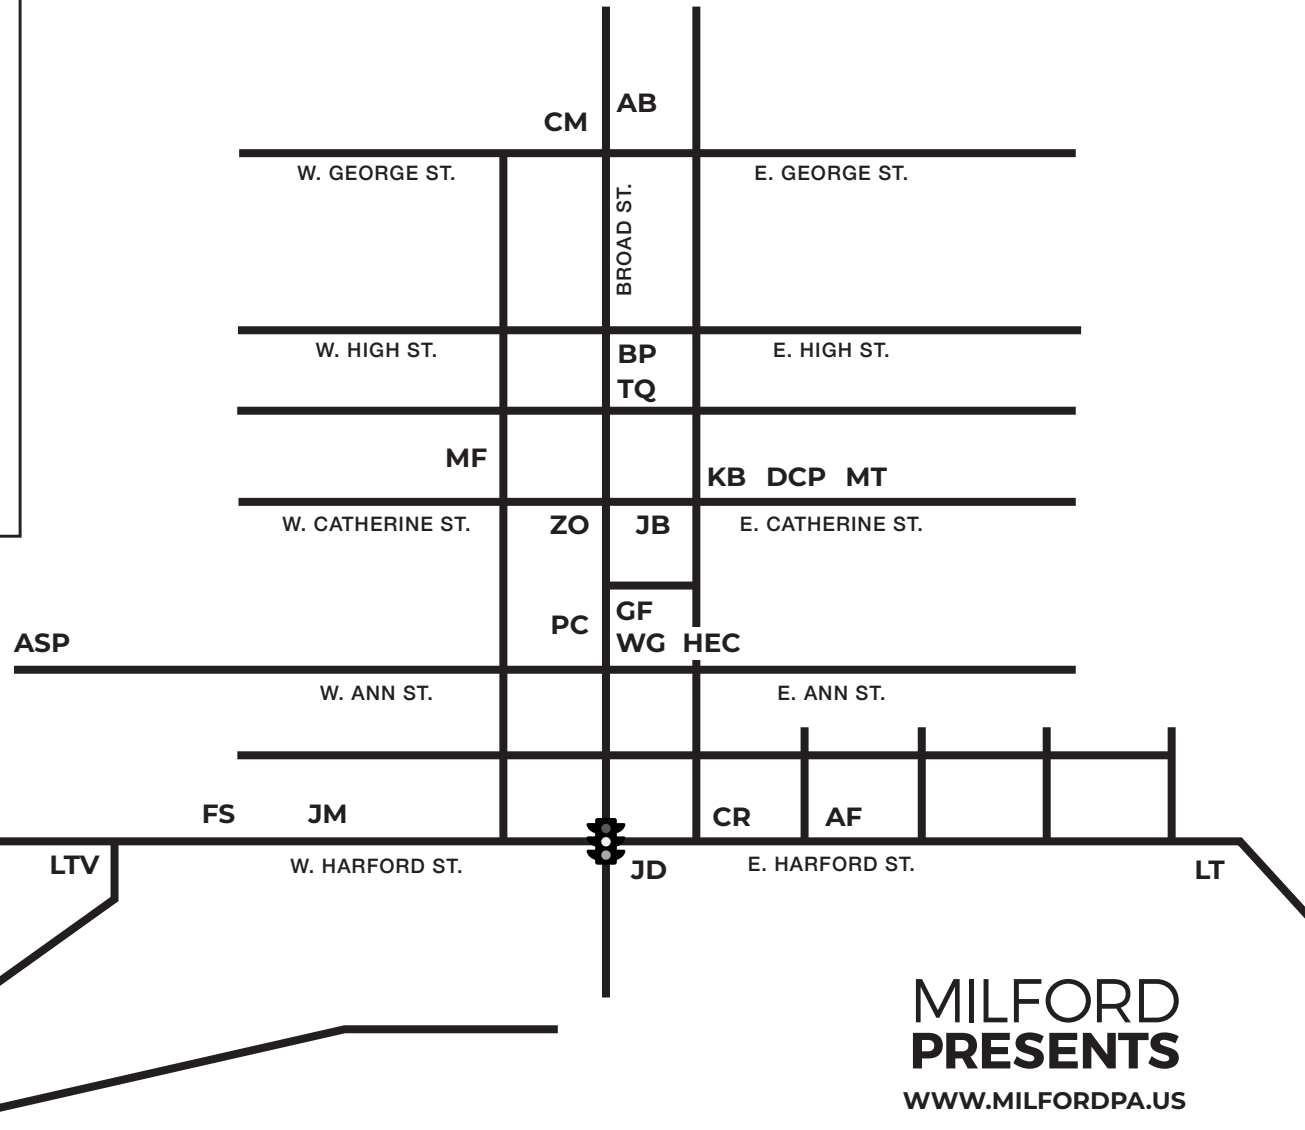 AB
CM
W. GEORGE ST.
E. GEORGE ST.
BROAD ST.
W. HIGH ST.
BP
E. HIGH ST.
TQ
MF
KB DCP MT
W. CATHERINE ST.
ZO
JB
E. CATHERINE ST.
GF
PC
ASP
WG HEC
W. ANN ST.
E. ANN ST.
FS
JM
CR
AF
LTV
W. HARFORD ST.
JD
E. HARFORD ST.
LT
MILFORD
PRESENTS
WWW.MILFORDPA.US